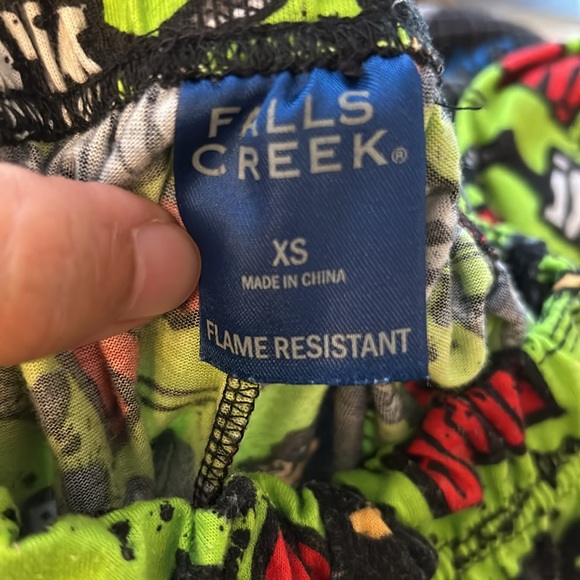 FALLS
CREEK®
XS
MADE IN CHINA
FLAME RESISTANT